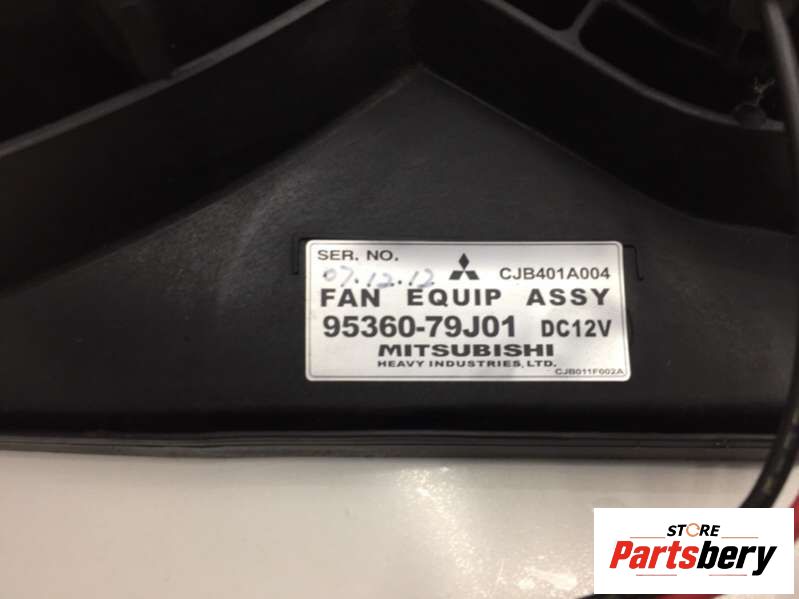 SER. NO.
07.12.12
CJB401A004
FAN EQUIP ASSY
95360-79J01 DC12V
MITSUBISHI
HEAVY INDUSTRIES, LTD.
CJB011F002A
STORE
Partsbery